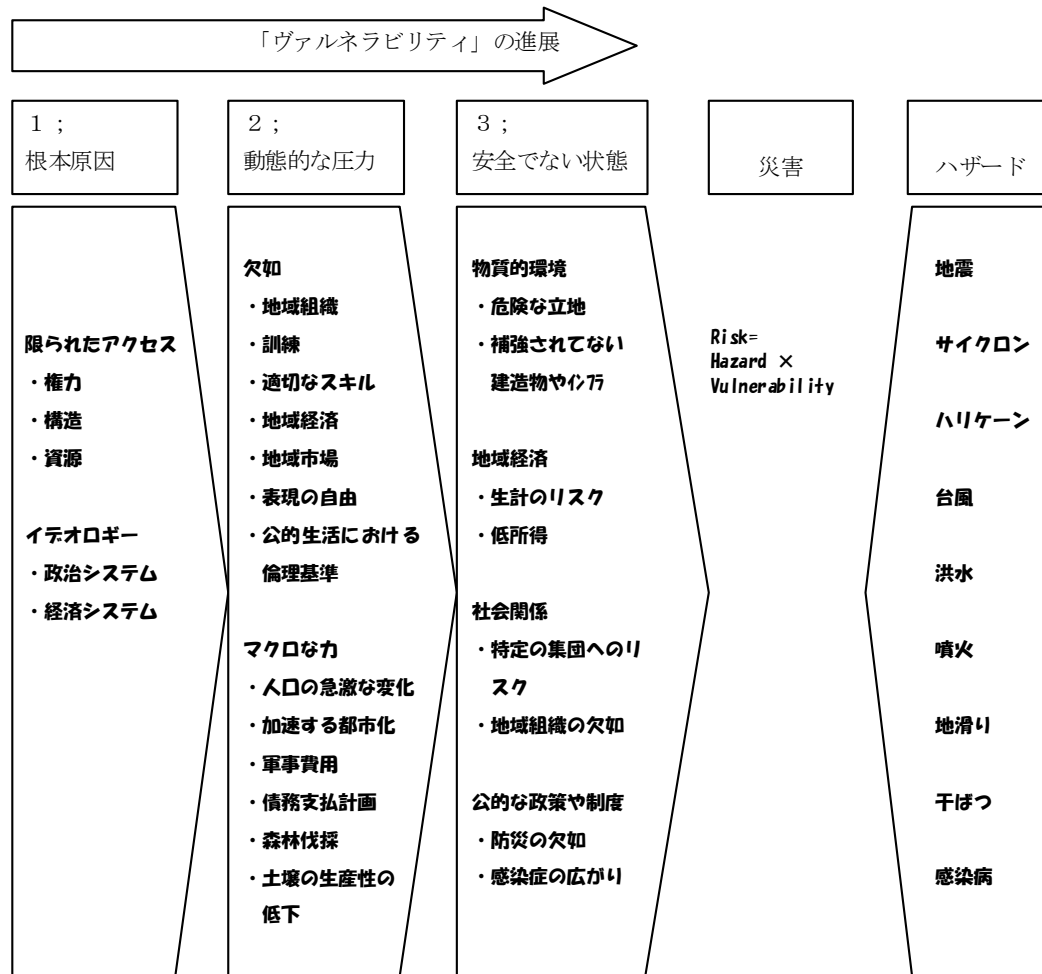 「ヴァルネラビリティ」の進展
１；
根本原因
２；
動態的な圧力
３；
安全でない状態
災害
ハザード
限られたアクセス
・権力
・構造
・資源
イデオロギー
・政治システム
・経済システム
欠如
・地域組織
・訓練
・適切なスキル
・地域経済
・地域市場
・表現の自由
・公的生活における
倫理基準
マクロな力
・人口の急激な変化
・加速する都市化
・軍事費用
・債務支払計画
・森林伐採
・土壌の生産性の
低下
物質的環境
・危険な立地
・補強されてない
建造物やｲﾝﾌﾗ
地域経済
・生計のリスク
・低所得
社会関係
・特定の集団へのリ
スク
・地域組織の欠如
公的な政策や制度
・防災の欠如
・感染症の広がり
Risk=
Hazard ×
Vulnerability
地震
サイクロン
ハリケーン
台風
洪水
噴火
地滑り
干ばつ
感染病